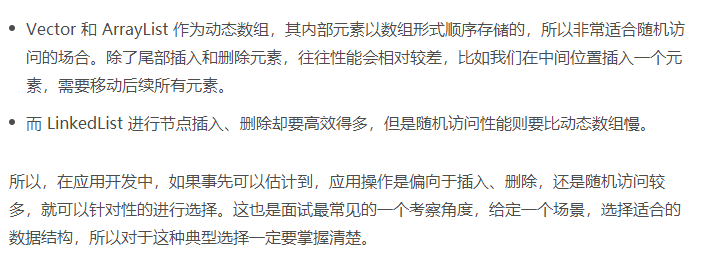 • Vector 和 ArrayList 作为动态数组，其内部元素以数组形式顺序存储的，所以非常适合随机访
问的场合。除了尾部插入和删除元素，往往性能会相对较差，比如我们在中间位置插入一个元
素，需要移动后续所有元素。
• 而 LinkedList 进行节点插入、删除却要高效得多，但是随机访问性能则要比动态数组慢。
所以，在应用开发中，如果事先可以估计到，应用操作是偏向于插入、删除，还是随机访问较
多，就可以针对性的进行选择。这也是面试最常见的一个考察角度，给定一个场景，选择适合的
数据结构，所以对于这种典型选择一定要掌握清楚。